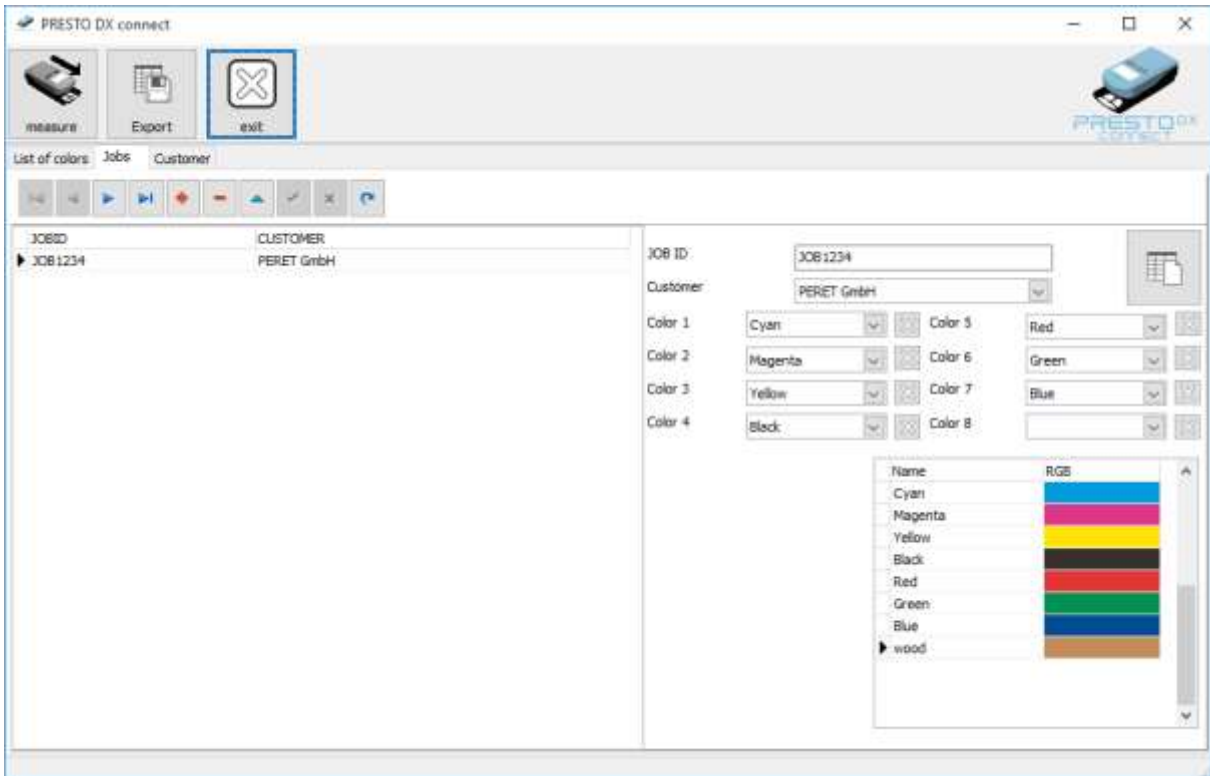 PRESTO DX connect
measure Export exit
PRESTO DX
CONNECT
List of colors Jobs Customer
JOBID CUSTOMER
JOB1234 PERET GmbH
JOB ID JOB1234
Customer PERET GmbH
Color 1 Cyan Color 5 Red
Color 2 Magenta Color 6 Green
Color 3 Yellow Color 7 Blue
Color 4 Black Color 8
Name RGB
Cyan
Magenta
Yellow
Black
Red
Green
Blue
wood